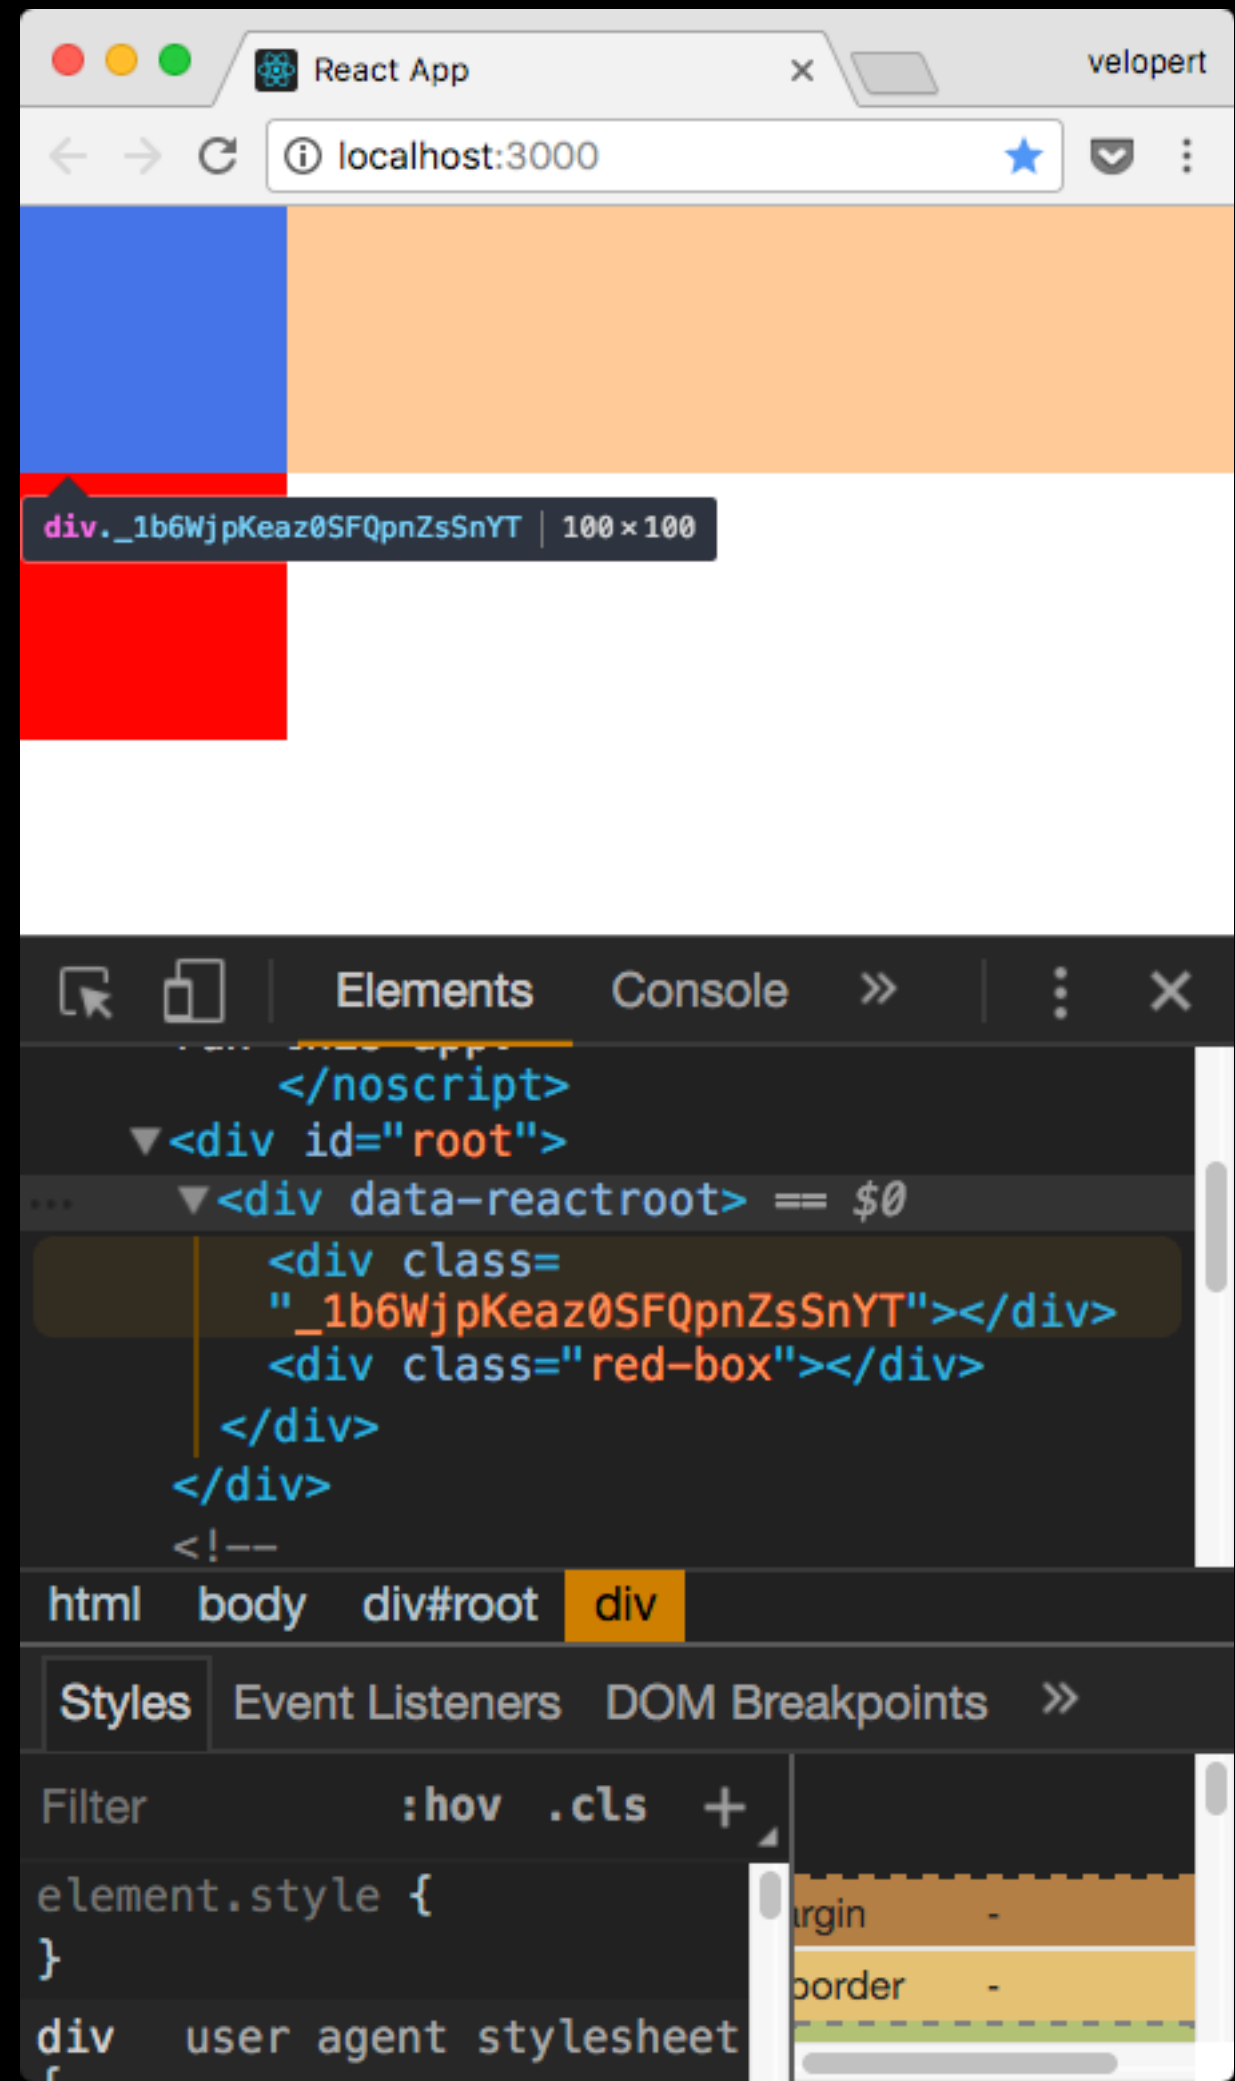 React App
velopert
localhost:3000
div._1b6WjpKeaz0SFQpnZsSnYT | 100 × 100
Elements Console »
</noscript>
▼<div id="root">
… ▼<div data-reactroot> == $0
<div class=
"_1b6WjpKeaz0SFQpnZsSnYT"></div>
<div class="red-box"></div>
</div>
</div>
<!--
html body div#root div
Styles Event Listeners DOM Breakpoints »
Filter :hov .cls +
element.style {
}
div user agent stylesheet
rgin -
border -